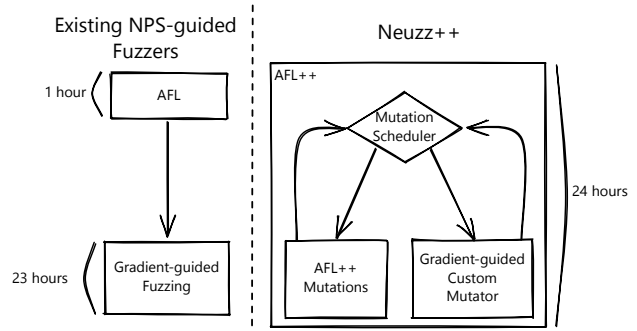 Existing NPS-guided
Fuzzers
1 hour
AFL
23 hours
Gradient-guided
Fuzzing
Neuzz++
AFL++
Mutation
Scheduler
AFL++
Mutations
Gradient-guided
Custom
Mutator
24 hours